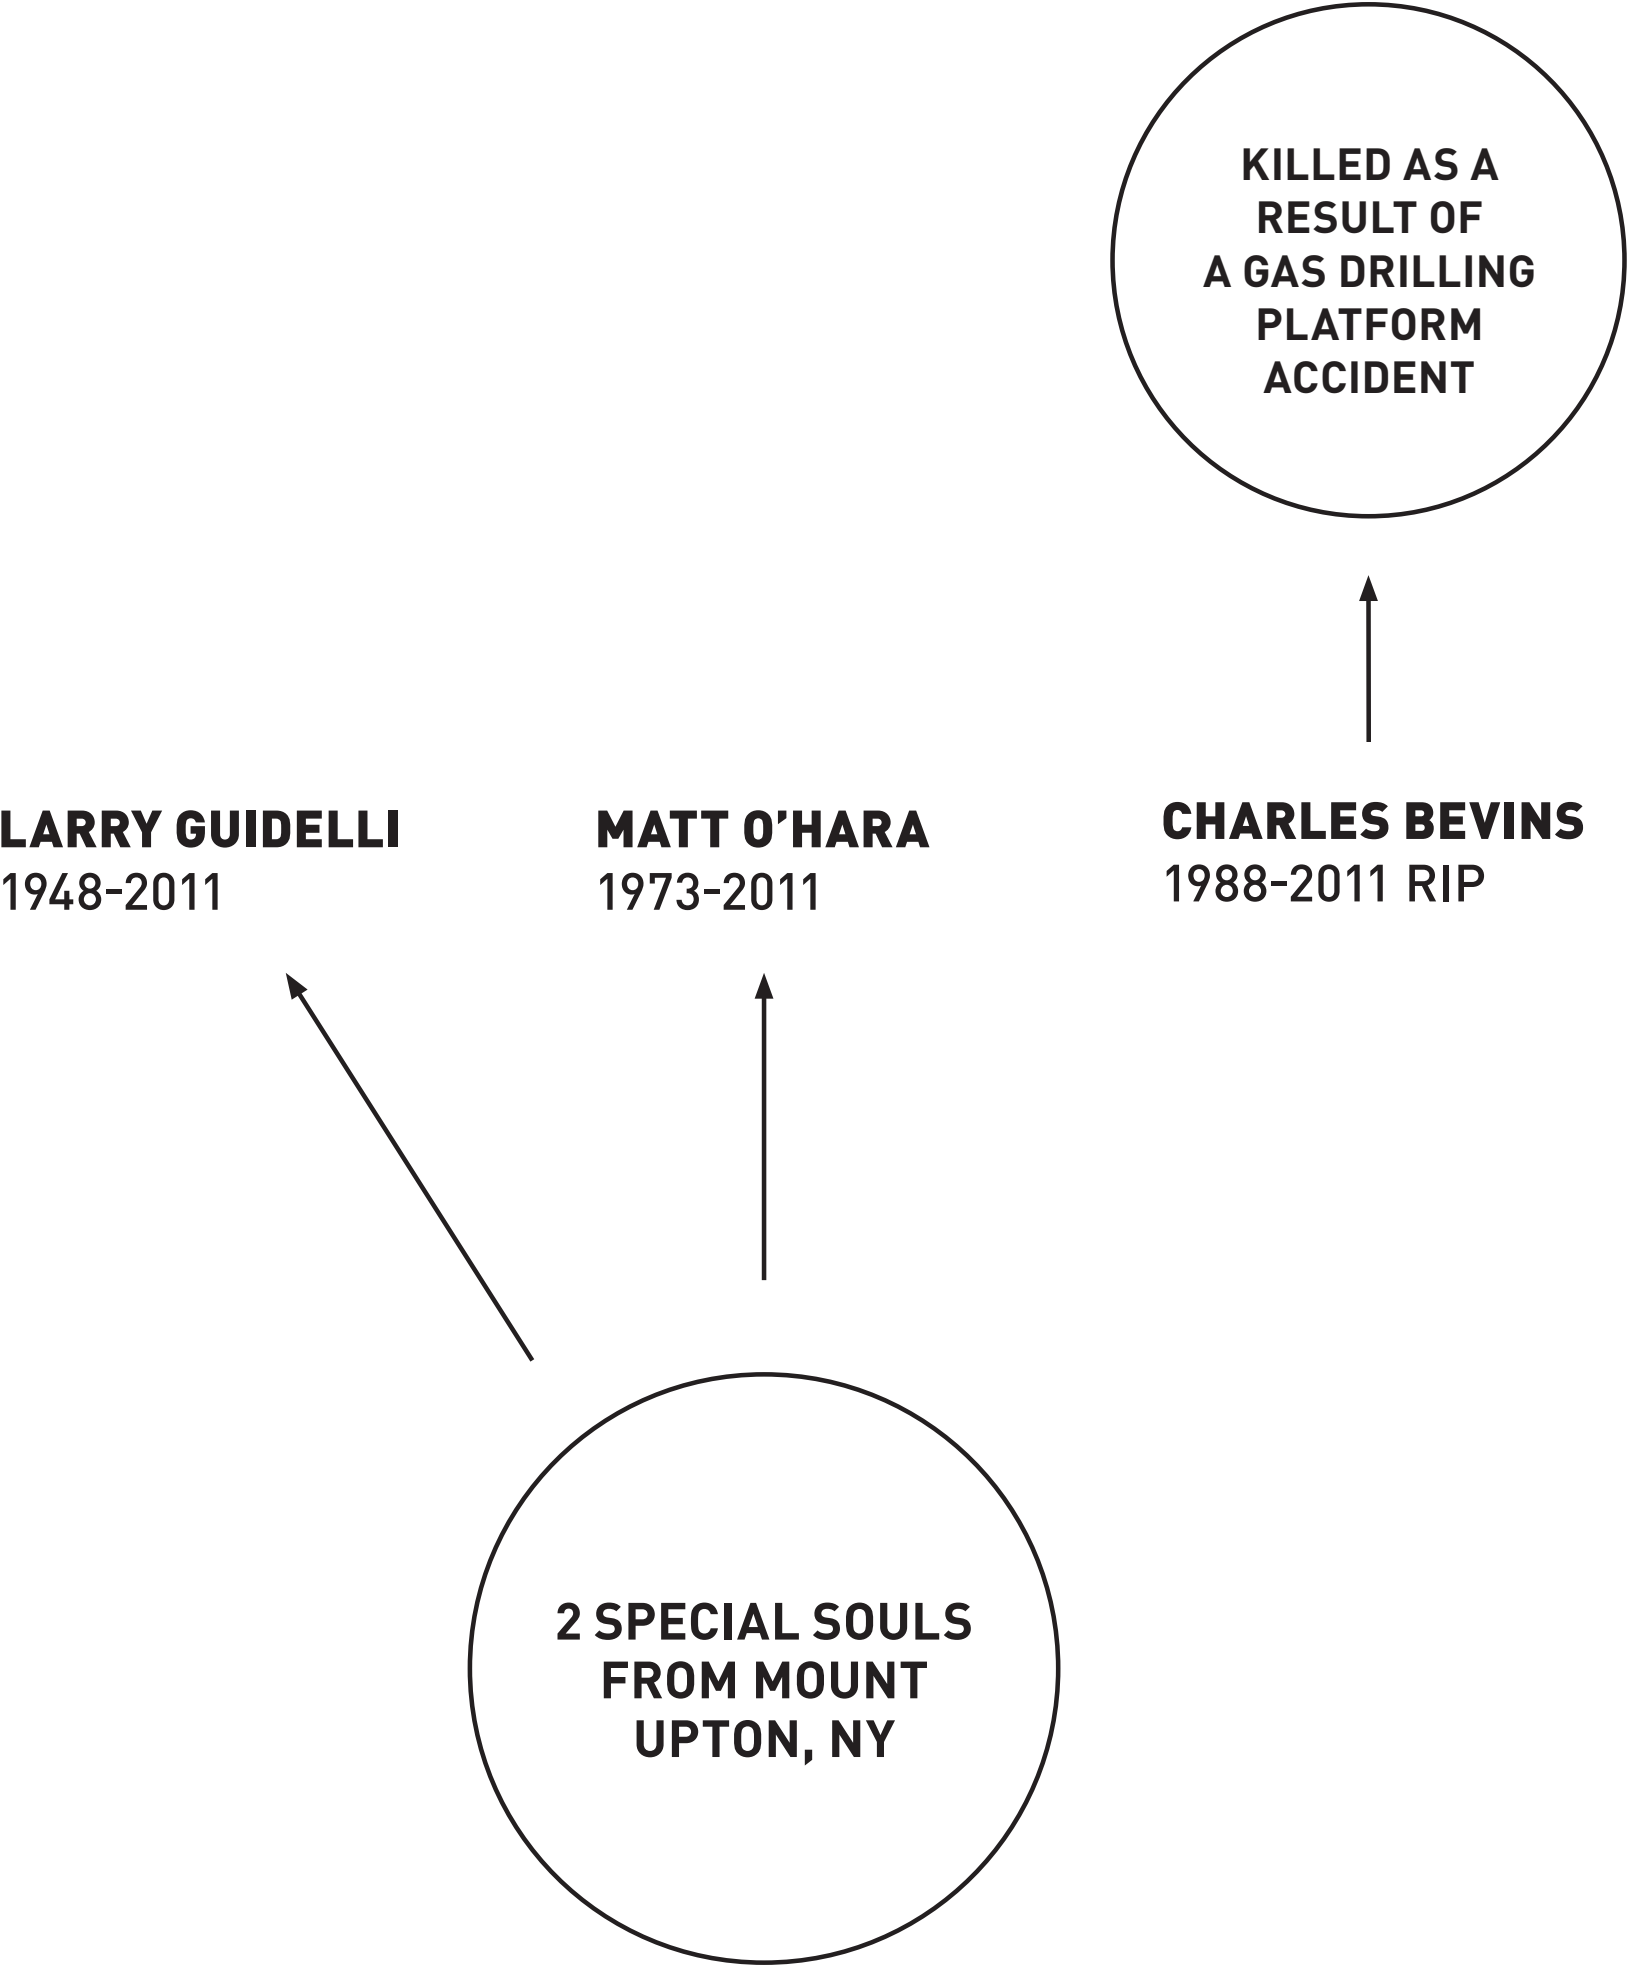 KILLED AS A
RESULT OF
A GAS DRILLING
PLATFORM
ACCIDENT
LARRY GUIDELLI
1948-2011
MATT O’HARA
1973-2011
CHARLES BEVINS
1988-2011 RIP
2 SPECIAL SOULS
FROM MOUNT
UPTON, NY